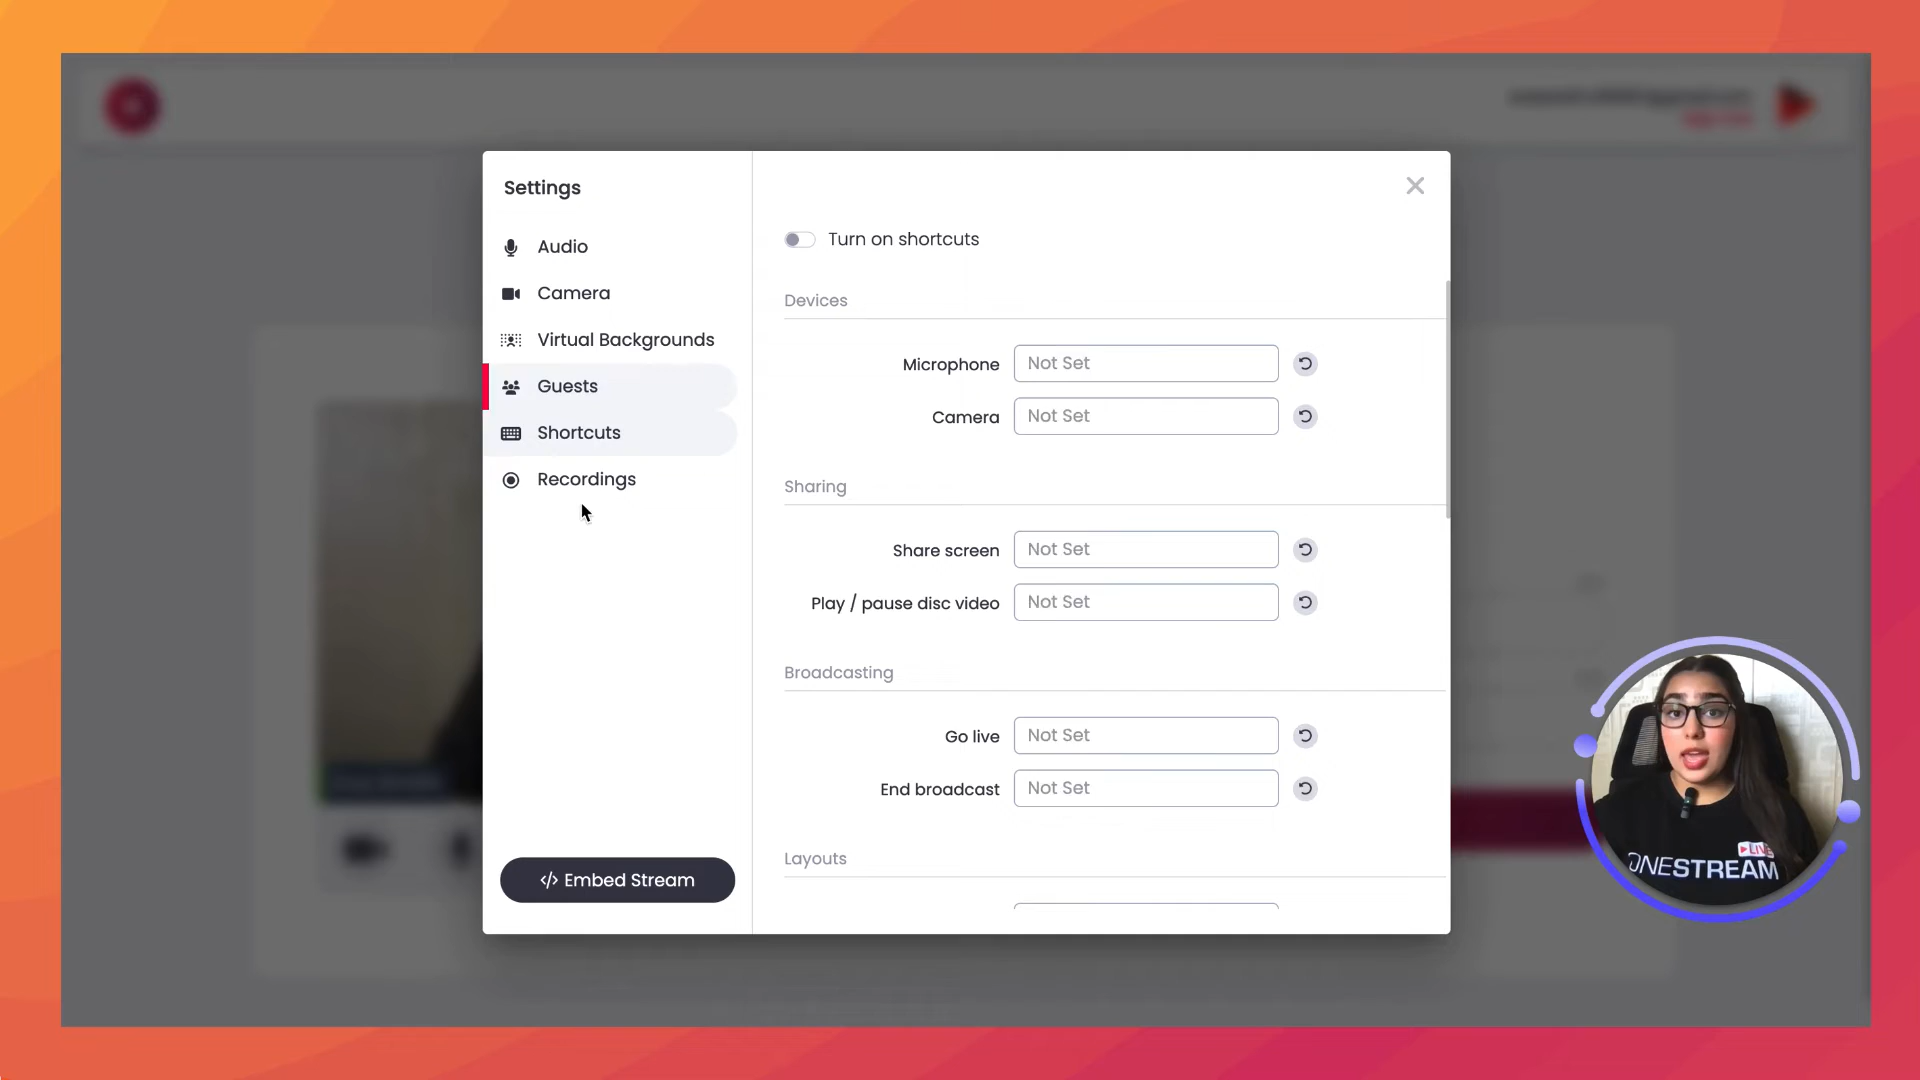 Settings
Audio
Camera
Virtual Backgrounds
Guests
Shortcuts
Recordings
</> Embed Stream
Turn on shortcuts
Devices
Microphone Not Set
Camera Not Set
Sharing
Share screen Not Set
Play / pause disc video Not Set
Broadcasting
Go live Not Set
End broadcast Not Set
Layouts
LIVE
ONESTREAM